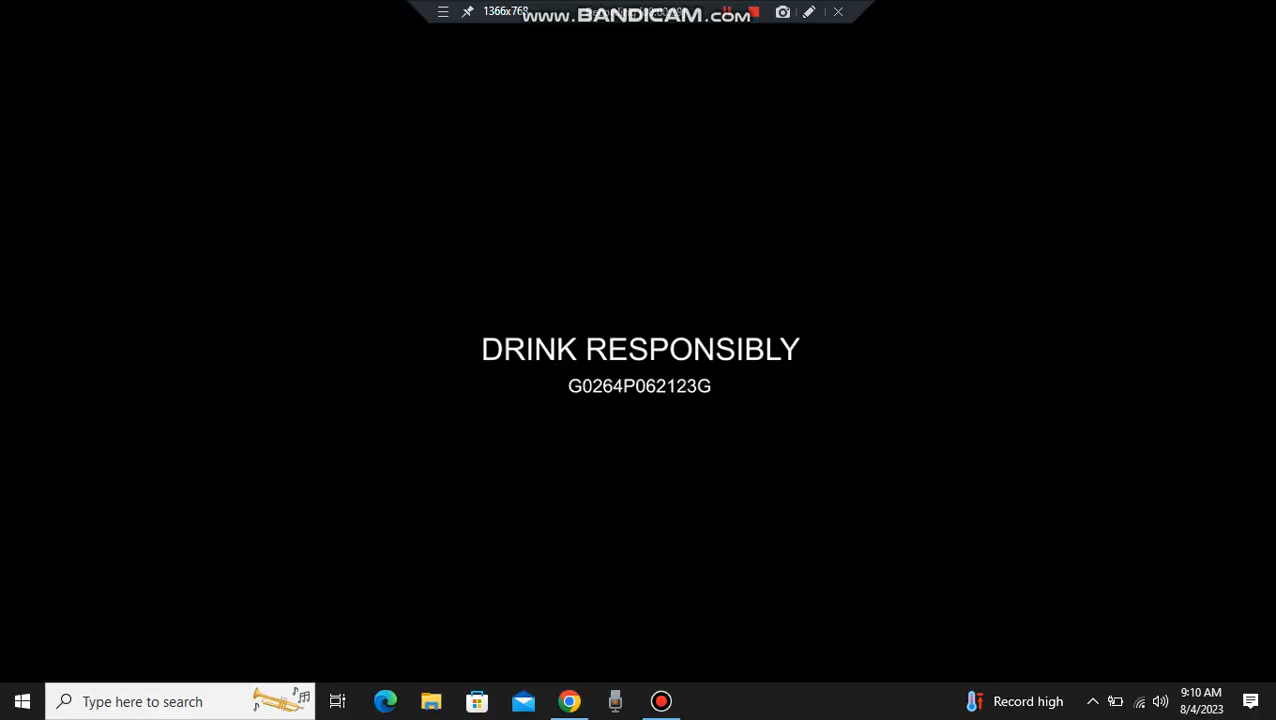 1366x768
www.BANDICAM.com
DRINK RESPONSIBLY
G0264P062123G
Type here to search
Record high
9:10 AM
8/4/2023